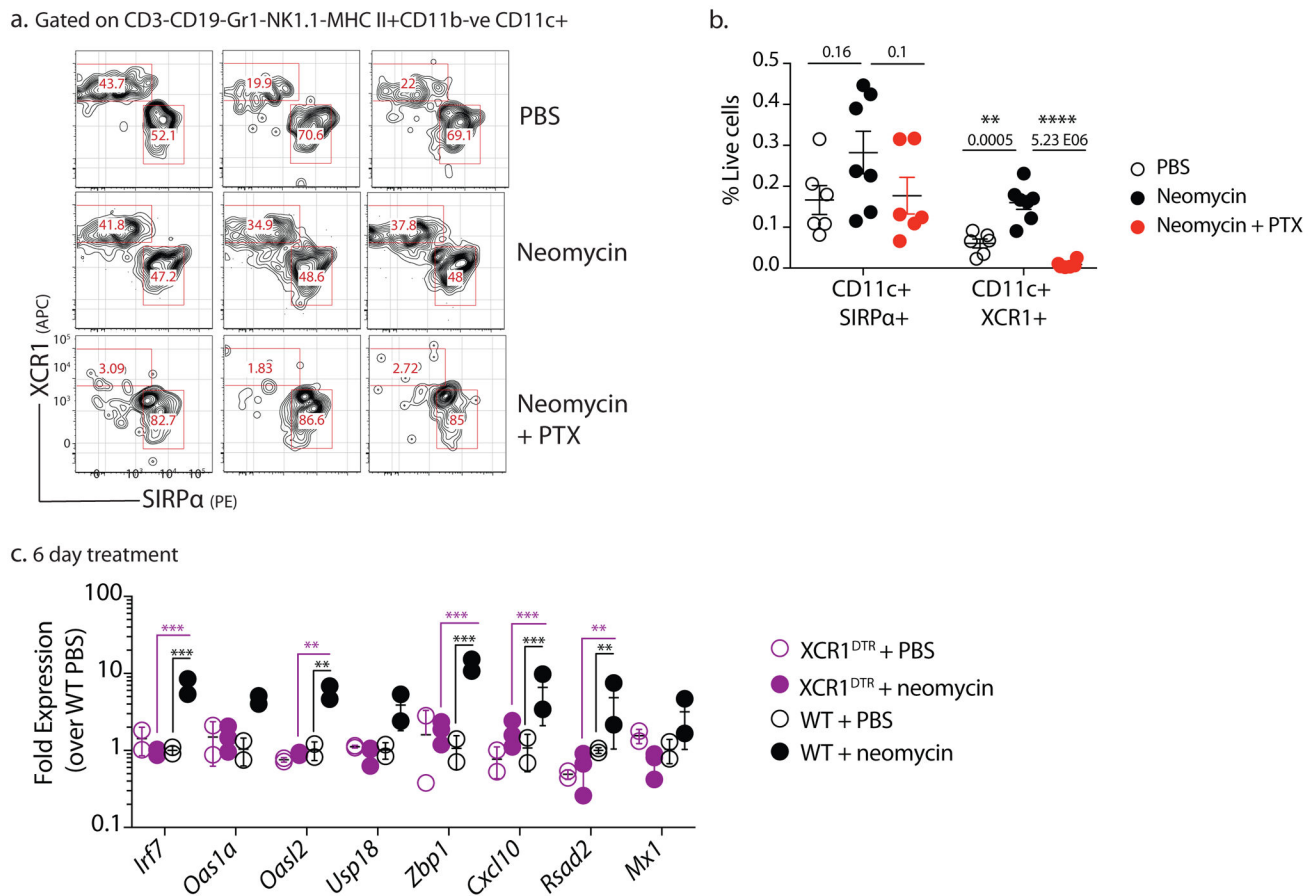 a. Gated on CD3-CD19-Gr1-NK1.1-MHC II+CD11b-ve CD11c+
43.7
52.1
19.9
70.6
22
69.1
PBS
41.8
47.2
34.9
48.6
37.8
48
Neomycin
3.09
82.7
1.83
86.6
2.72
85
Neomycin
+ PTX
10⁵
10⁴
10³
0
0 10³ 10⁴ 10⁵
XCR1 (APC)
SIRPα (PE)
b.
0.16 0.1
** ****
0.0005 5.23 E06
% Live cells
0.5
0.4
0.3
0.2
0.1
0.0
CD11c+
SIRPα+
CD11c+
XCR1+
PBS
Neomycin
Neomycin + PTX
c. 6 day treatment
Fold Expression
(over WT PBS)
100
10
1
0.1
*** ***
** **
*** ***
*** ***
** **
Irf7 Oas1a Oasl2 Usp18 Zbp1 Cxcl10 Rsad2 Mx1
XCR1ᴰᵀᴿ + PBS
XCR1ᴰᵀᴿ + neomycin
WT + PBS
WT + neomycin